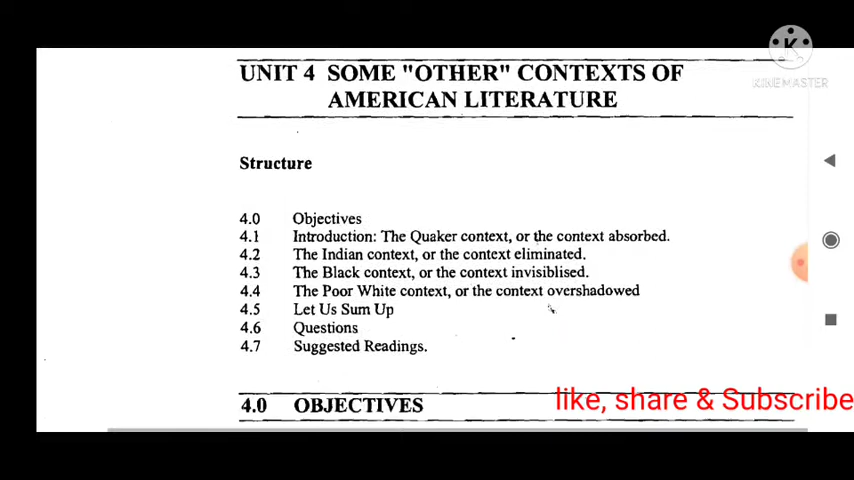 KINEMASTER
UNIT 4 SOME "OTHER" CONTEXTS OF
AMERICAN LITERATURE
Structure
4.0 Objectives
4.1 Introduction: The Quaker context, or the context absorbed.
4.2 The Indian context, or the context eliminated.
4.3 The Black context, or the context invisiblised.
4.4 The Poor White context, or the context overshadowed
4.5 Let Us Sum Up
4.6 Questions
4.7 Suggested Readings.
4.0 OBJECTIVES
like, share & Subscribe